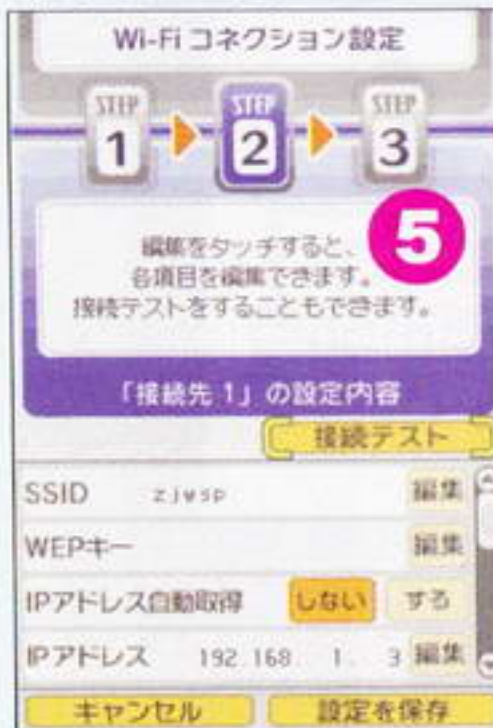 Wi-Fi コネクション設定
STEP 1
STEP 2
STEP 3
5
編集をタッチすると、
各項目を編集できます。
接続テストをすることもできます。
「接続先 1」の設定内容
接続テスト
SSID zjwsp 編集
WEPキー 編集
IPアドレス自動取得 しない する
IPアドレス 192.168. 1. 3 編集
キャンセル 設定を保存